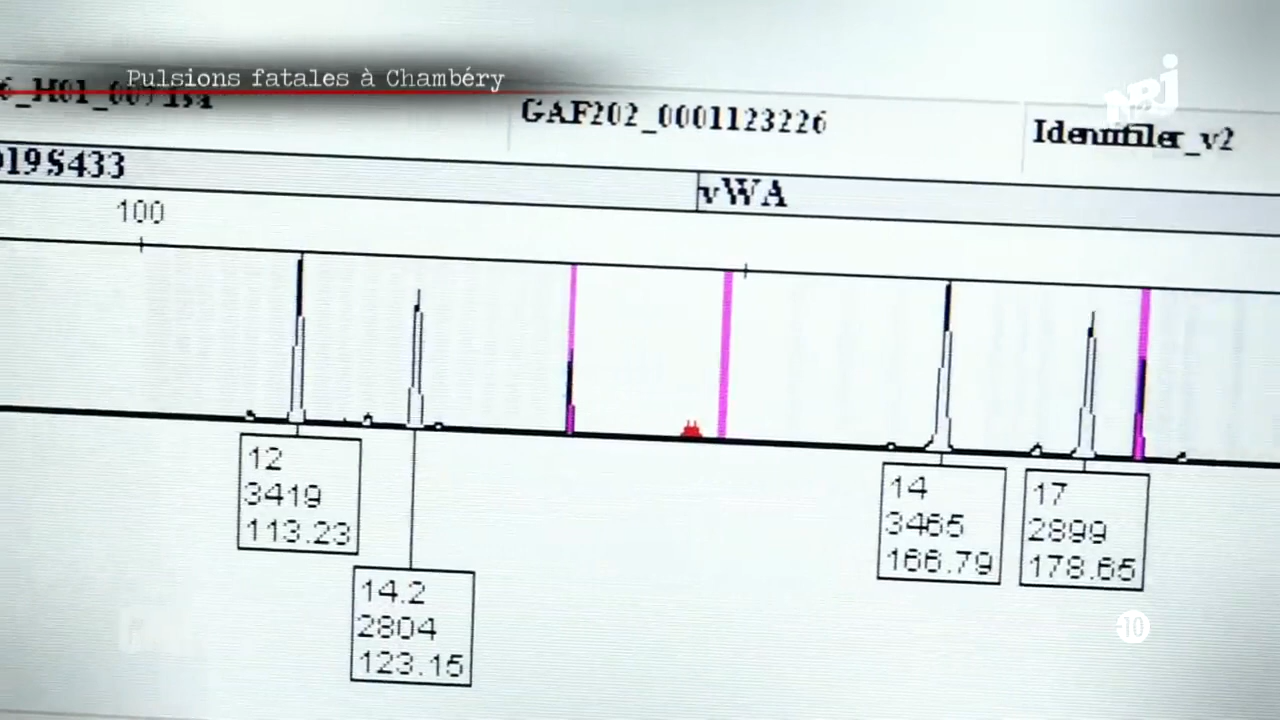 Pulsions fatales à Chambéry
NRJ
GAF202_0001123226
Identifiler_v2
D19S433
vWA
100
12
3419
113.23
14.2
2804
123.15
14
3465
166.79
17
2899
178.65
-10